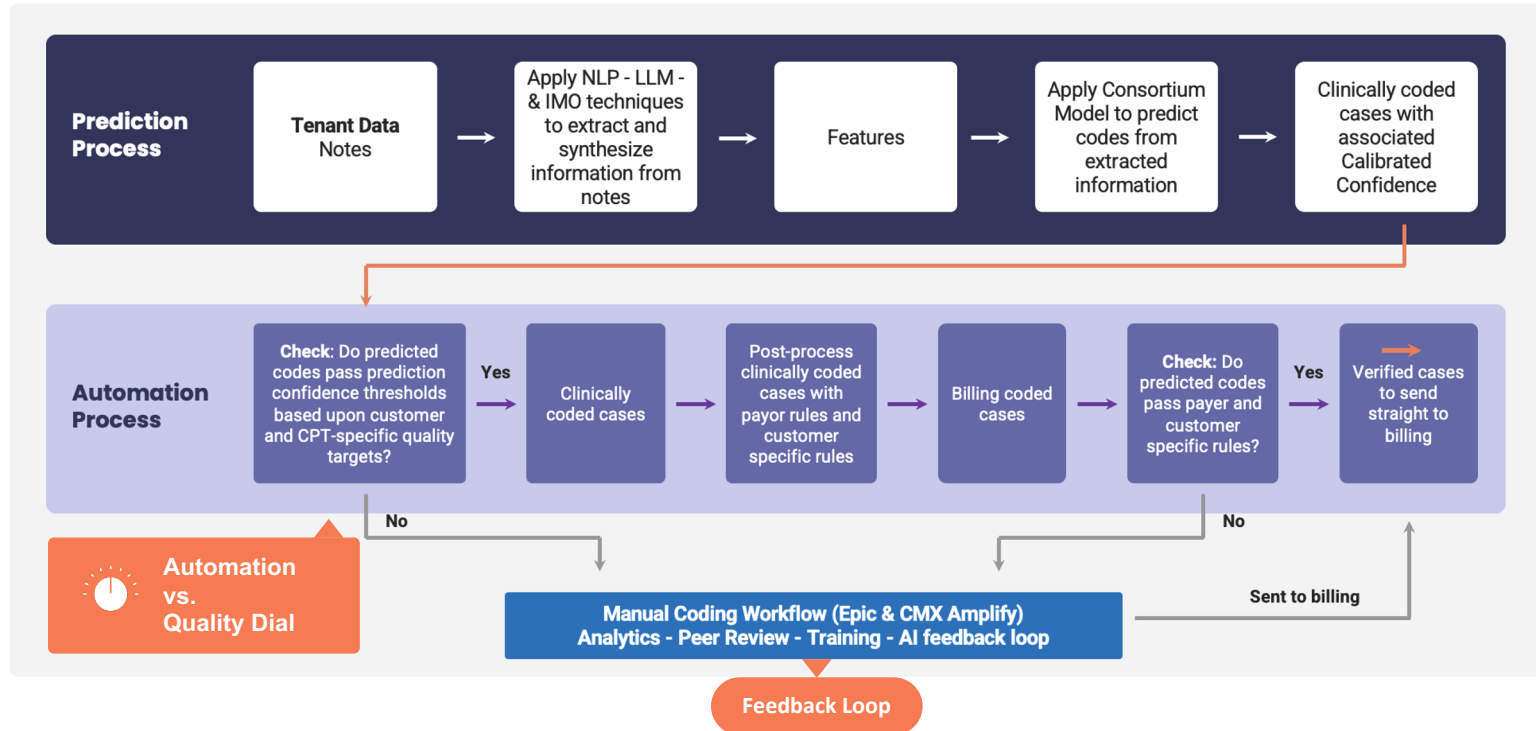 Prediction
Process
Tenant Data
Notes
Apply NLP - LLM -
& IMO techniques
to extract and
synthesize
information from
notes
Features
Apply Consortium
Model to predict
codes from
extracted
information
Clinically coded
cases with
associated
Calibrated
Confidence
Automation
Process
Check: Do predicted
codes pass prediction
confidence thresholds
based upon customer
and CPT-specific quality
targets?
Yes
Clinically
coded cases
Post-process
clinically coded
cases with
payor rules and
customer
specific rules
Billing coded
cases
Check: Do
predicted codes
pass payer and
customer
specific rules?
Yes
Verified cases
to send
straight to
billing
No
No
Automation
vs.
Quality Dial
Manual Coding Workflow (Epic & CMX Amplify)
Analytics - Peer Review - Training - AI feedback loop
Sent to billing
Feedback Loop